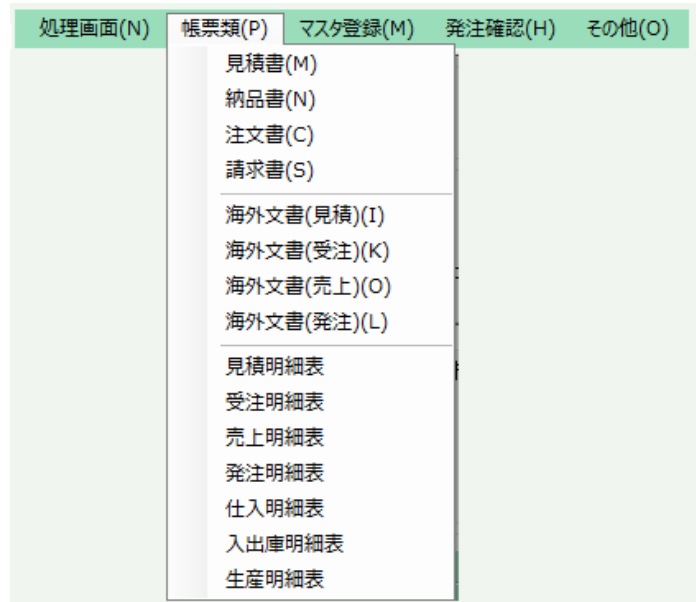 処理画面(N) 帳票類(P) マスタ登録(M) 発注確認(H) その他(O)
見積書(M)
納品書(N)
注文書(C)
請求書(S)
海外文書(見積)(I)
海外文書(受注)(K)
海外文書(売上)(O)
海外文書(発注)(L)
見積明細表
受注明細表
売上明細表
発注明細表
仕入明細表
入出庫明細表
生産明細表